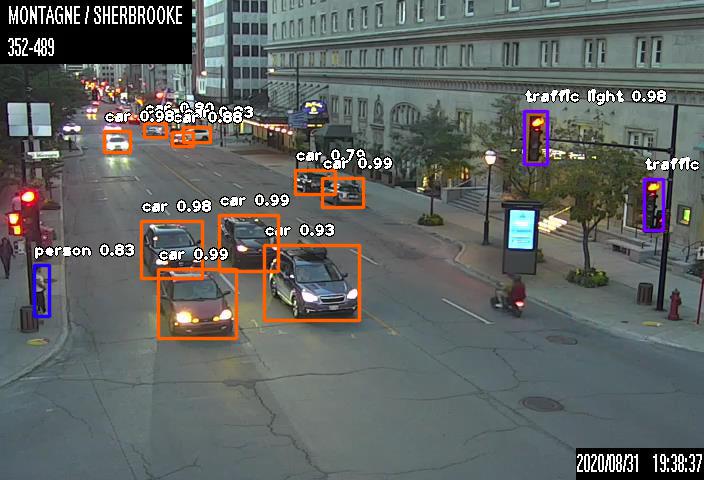 MONTAGNE / SHERBROOKE
352-489
traffic light 0.98
car 0.98
car 0.88
car 0.79
car 0.99
traffic
car 0.98
car 0.99
car 0.93
person 0.83
car 0.99
2020/08/31 19:38:37